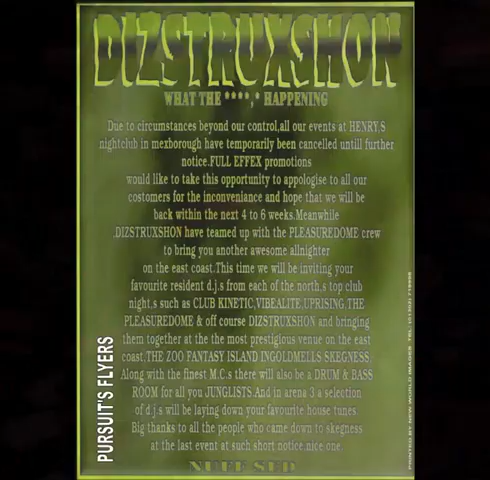 DIZSTRUXSHON
WHAT THE ****,* HAPPENING
Due to circumstances beyond our control,all our events at HENRY,S
nightclub in mexborough have temporarily been cancelled untill further
notice.FULL EFFEX promotions
would like to take this opportunity to appologise to all our
costomers for the inconveniance and hope that we will be
back within the next 4 to 6 weeks.Meanwhile
.DIZSTRUXSHON have teamed up with the PLEASUREDOME crew
to bring you another awesome allnighter
on the east coast.This time we will be inviting your
favourite resident d.j.s from each of the north,s top club
night,s such as CLUB KINETIC,VIBEALITE,UPRISING,THE
PLEASUREDOME & off course DIZSTRUXSHON and bringing
them together at the the most prestigious venue on the east
coast,THE ZOO FANTASY ISLAND INGOLDMELLS SKEGNESS.
Along with the finest M.C.s there will also be a DRUM & BASS
ROOM for all you JUNGLISTS.And in arena 3 a selection
of d.j.s will be laying down your favourite house tunes.
Big thanks to all the people who came down to skegness
at the last event at such short notice.nice one
NUFF SED
PURSUIT'S FLYERS
PRINTED BY NEW WORLD IMAGES TEL: